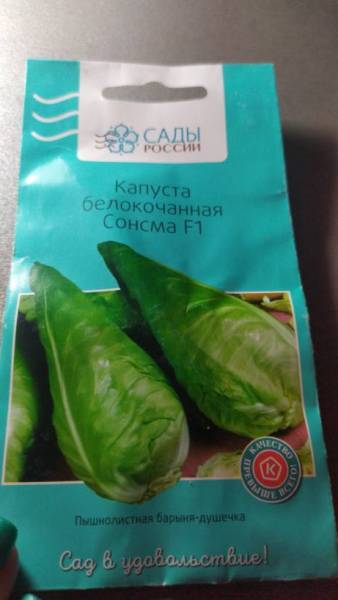 САДЫ
РОССИИ
Капуста
белокочанная
Сонсма F1
КАЧЕСТВО
К
ПРЕВЫШЕ ВСЕГО!
Пышнолистная барыня-душечка
Сад в удовольствие!